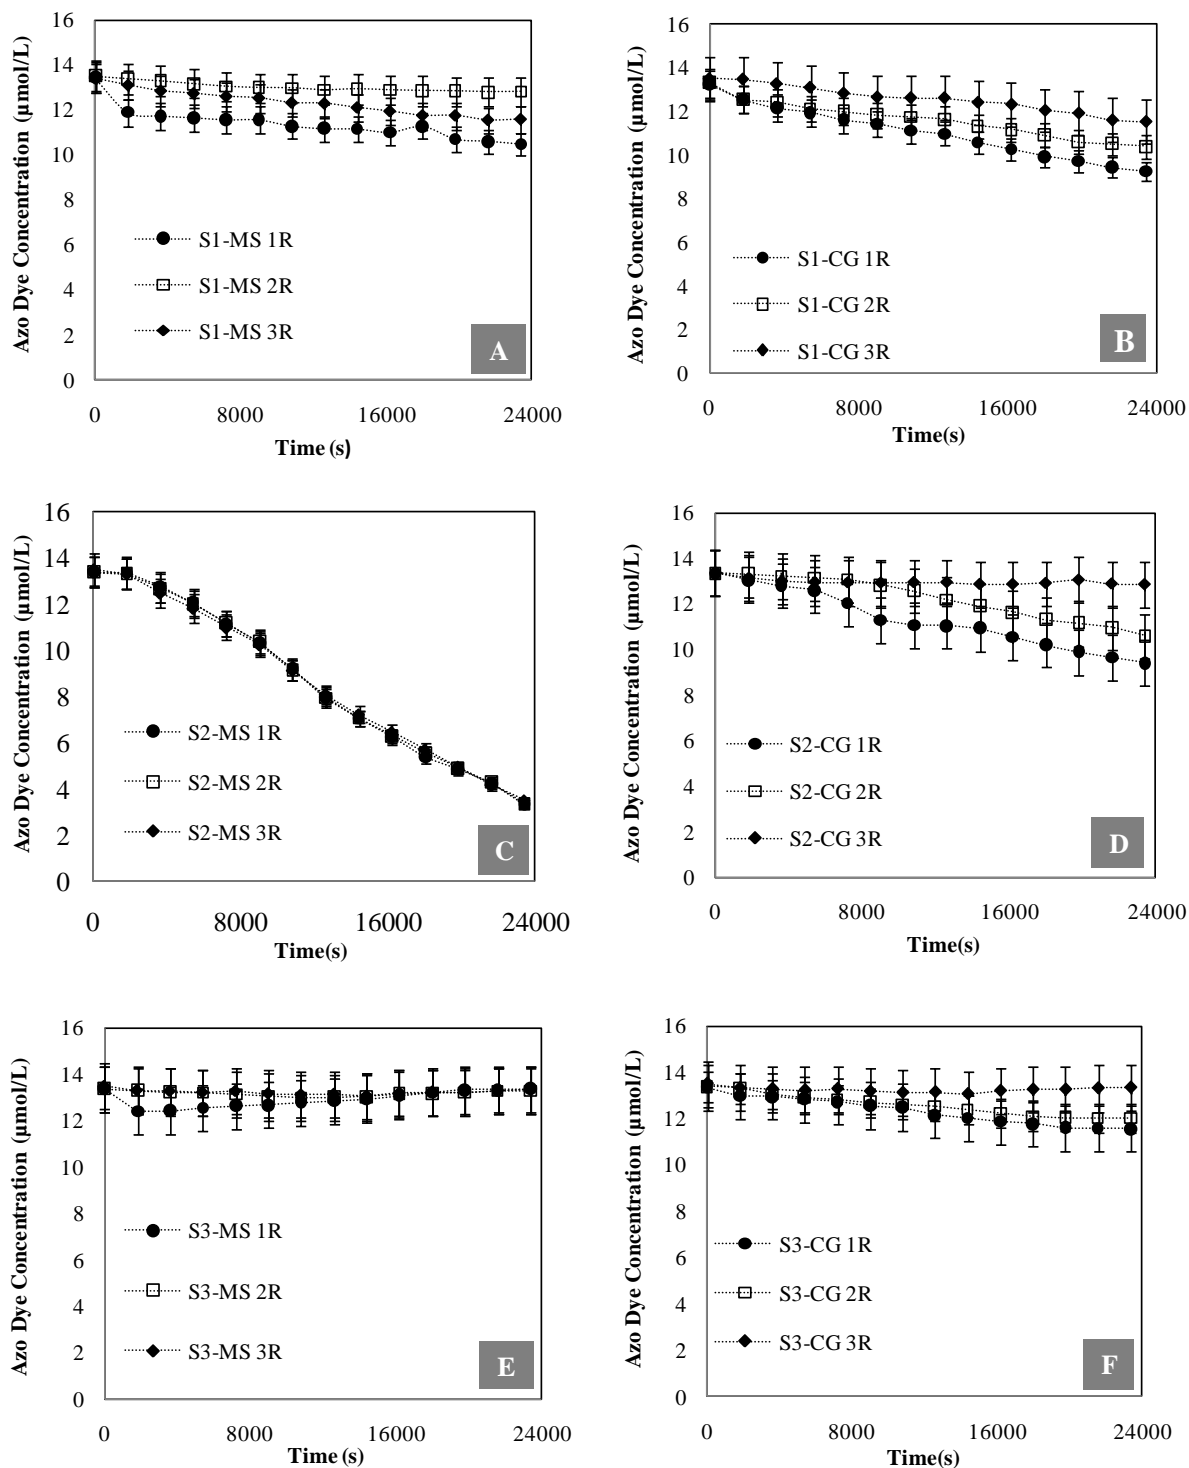 Azo Dye Concentration (μmol/L)
16
14
12
10
8
6
4
2
0
S1-MS 1R
S1-MS 2R
S1-MS 3R
A
0 8000 16000 24000
Time (s)
Azo Dye Concentration (μmol/L)
16
14
12
10
8
6
4
2
0
S1-CG 1R
S1-CG 2R
S1-CG 3R
B
0 8000 16000 24000
Time(s)
Azo Dye Concentration (μmol/L)
16
14
12
10
8
6
4
2
0
S2-MS 1R
S2-MS 2R
S2-MS 3R
C
0 8000 16000 24000
Time(s)
Azo Dye Concentration (μmol/L)
16
14
12
10
8
6
4
2
0
S2-CG 1R
S2-CG 2R
S2-CG 3R
D
0 8000 16000 24000
Time(s)
Azo Dye Concentration (μmol/L)
16
14
12
10
8
6
4
2
0
S3-MS 1R
S3-MS 2R
S3-MS 3R
E
0 8000 16000 24000
Time (s)
Azo Dye Concentration (μmol/L)
16
14
12
10
8
6
4
2
0
S3-CG 1R
S3-CG 2R
S3-CG 3R
F
0 8000 16000 24000
Time(s)